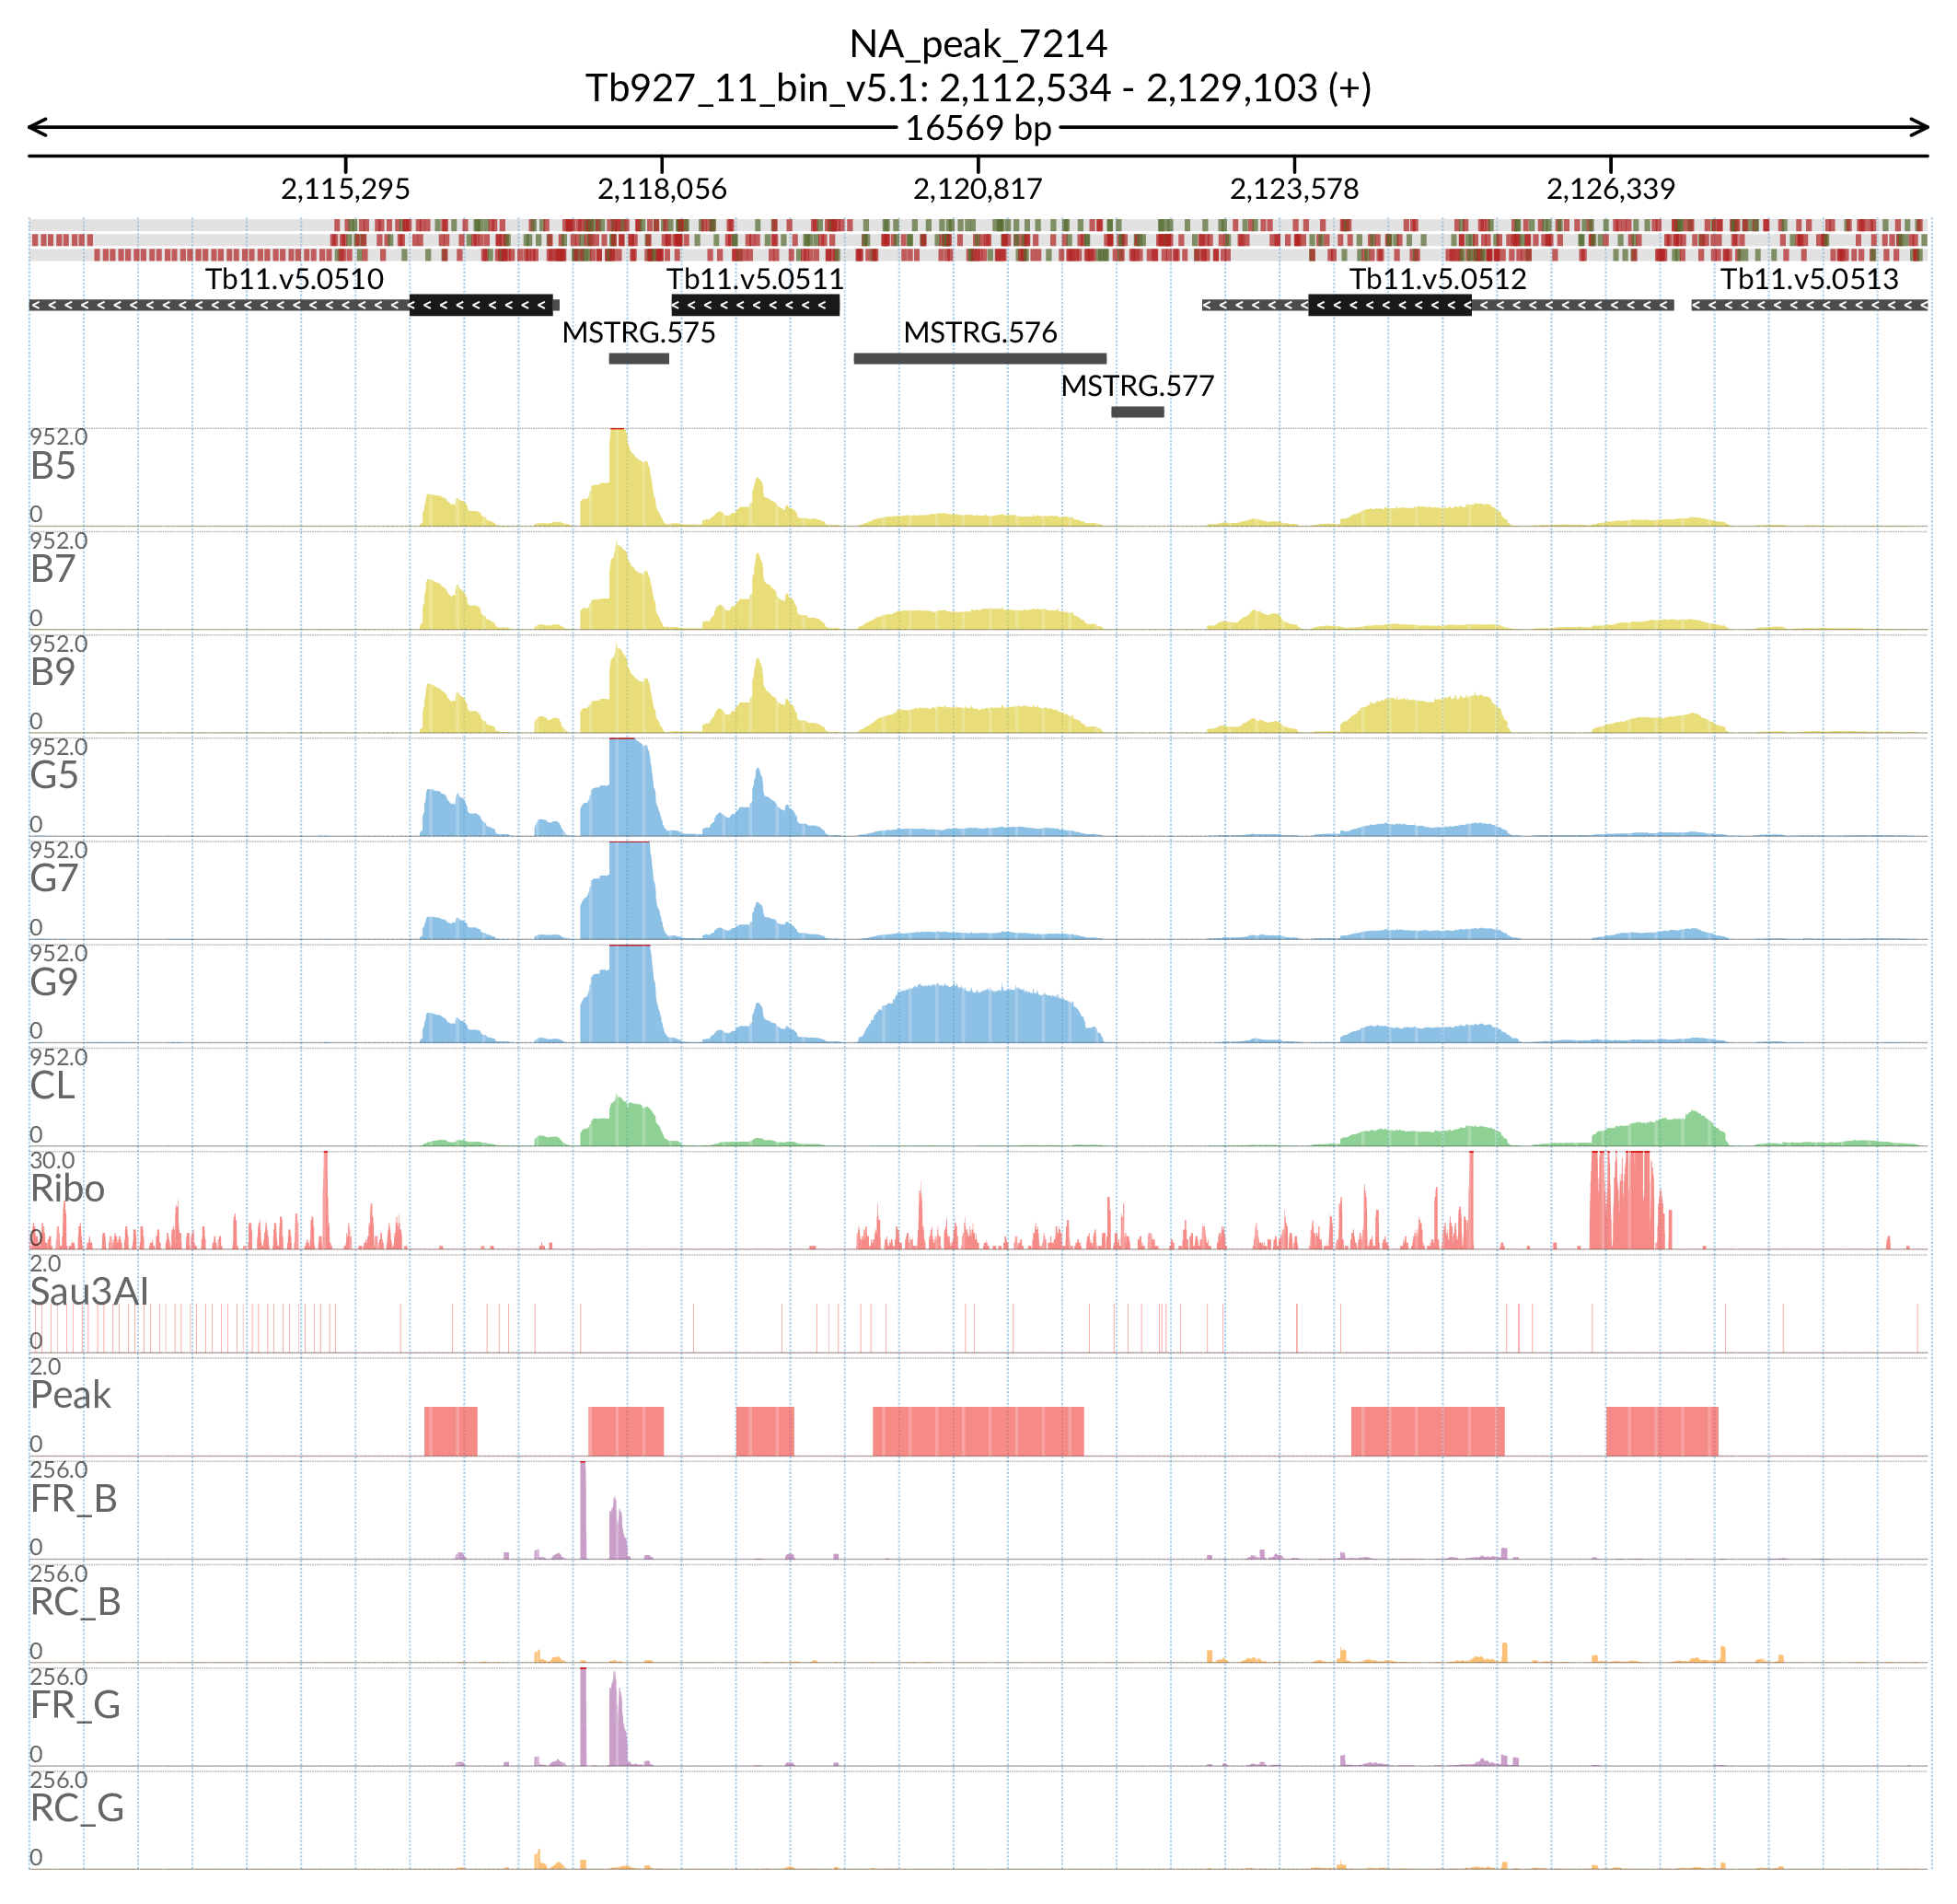 NA_peak_7214
Tb927_11_bin_v5.1: 2,112,534 - 2,129,103 (+)
16569 bp
2,115,295 2,118,056 2,120,817 2,123,578 2,126,339
Tb11.v5.0510 Tb11.v5.0511 Tb11.v5.0512 Tb11.v5.0513
MSTRG.575 MSTRG.576
MSTRG.577
952.0
B5
0
952.0
B7
0
952.0
B9
0
952.0
G5
0
952.0
G7
0
952.0
G9
0
952.0
CL
0
30.0
Ribo
0
2.0
Sau3AI
0
2.0
Peak
0
256.0
FR_B
0
256.0
RC_B
0
256.0
FR_G
0
256.0
RC_G
0